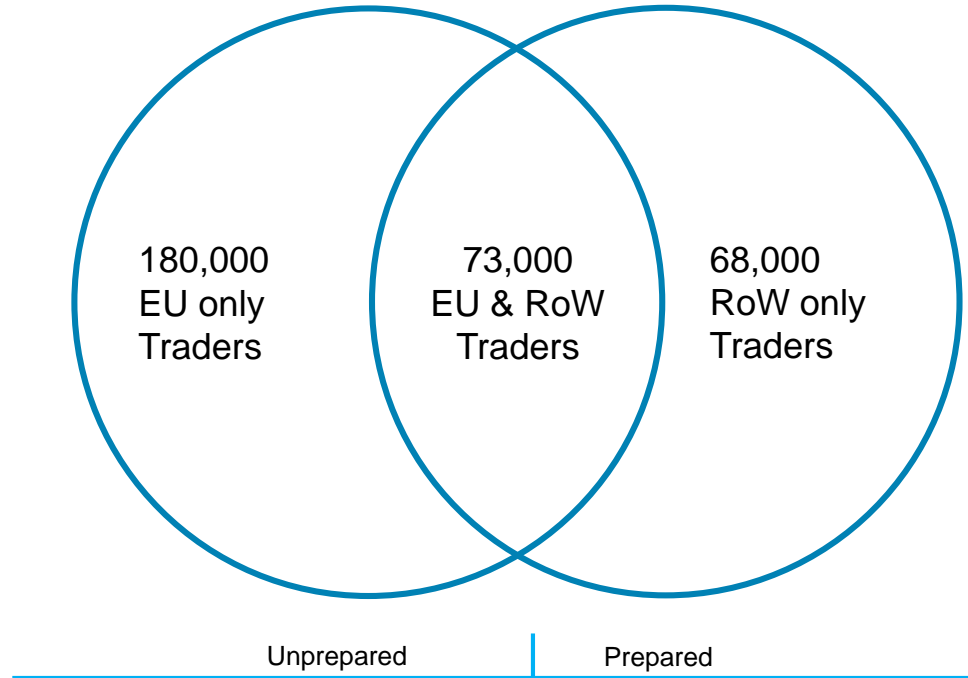 180,000
EU only
Traders
73,000
EU & RoW
Traders
68,000
RoW only
Traders
Unprepared
Prepared